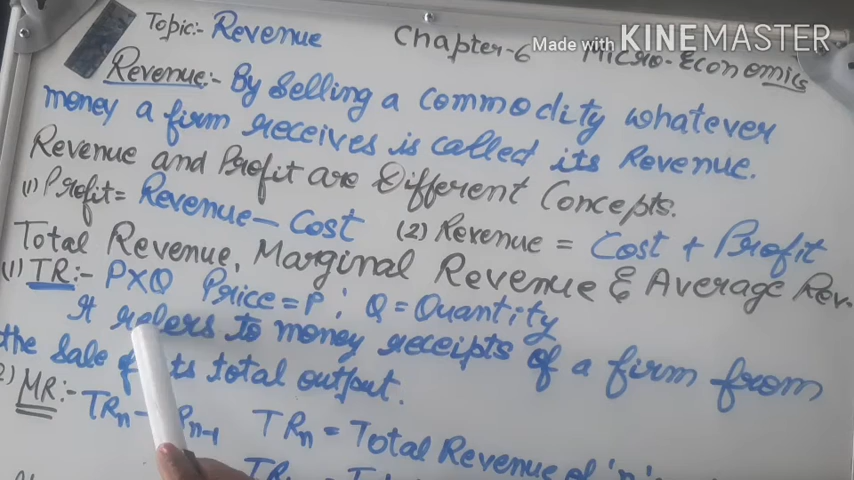 Topic:- Revenue Chapter-6 Micro-Economics
Made with KINEMASTER
Revenue:- By Selling a commodity whatever
money a firm receives is called its Revenue.
Revenue and Profit are Different Concepts.
(1) Profit = Revenue - Cost (2) Revenue = Cost + Profit
Total Revenue, Marginal Revenue & Average Rev.
(1) TR:- P×Q Price = P ; Q = Quantity
It refers to money receipts of a firm from
the Sale its total output.
MR:- TRn - n-1 TRn = Total Revenue of 'n'